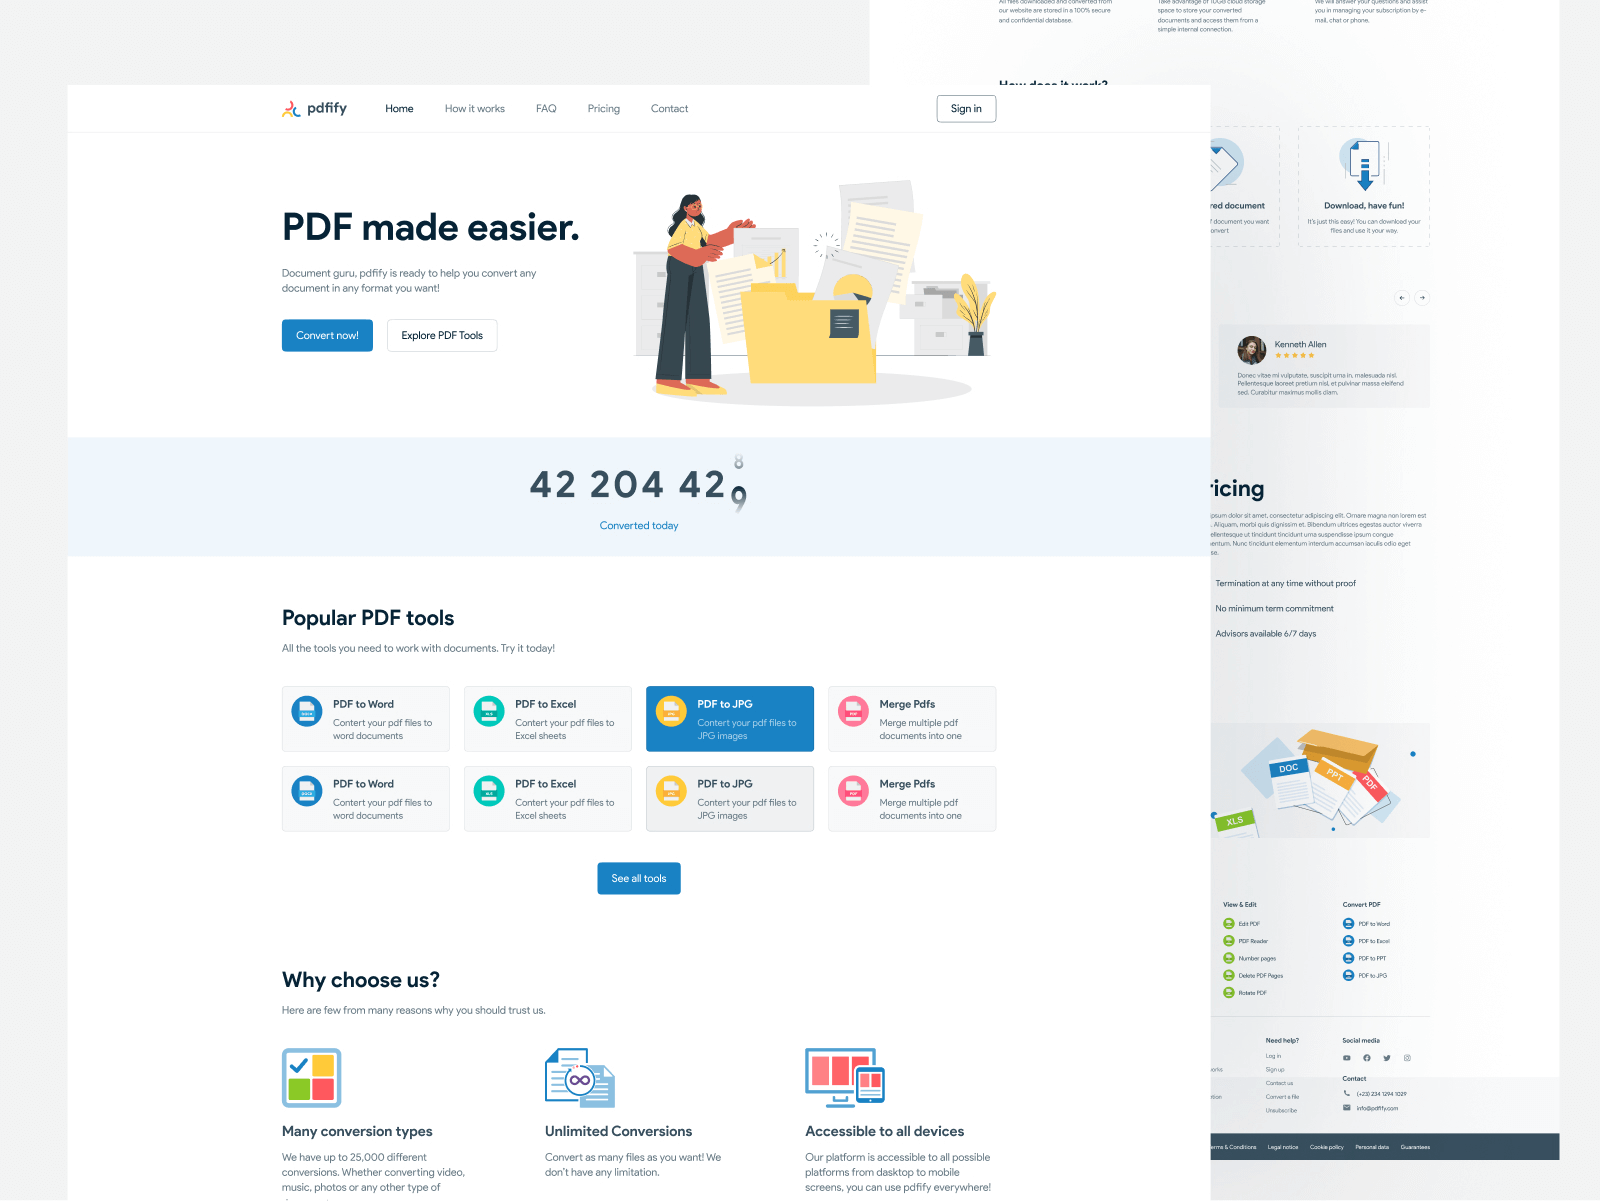 pdfify
Home
How it works
FAQ
Pricing
Contact
Sign in
PDF made easier.
Document guru, pdfify is ready to help you convert any
document in any format you want!
Convert now!
Explore PDF Tools
42 204 42
8
9
Converted today
Popular PDF tools
All the tools you need to work with documents. Try it today!
PDF to Word
Contert your pdf files to
word documents
PDF to Excel
Contert your pdf files to
Excel sheets
PDF to JPG
Contert your pdf files to
JPG images
Merge Pdfs
Merge multiple pdf
documents into one
PDF to Word
Contert your pdf files to
word documents
PDF to Excel
Contert your pdf files to
Excel sheets
PDF to JPG
Contert your pdf files to
JPG images
Merge Pdfs
Merge multiple pdf
documents into one
See all tools
Why choose us?
Here are few from many reasons why you should trust us.
Many conversion types
We have up to 25,000 different
conversions. Whether converting video,
music, photos or any other type of
Unlimited Conversions
Convert as many files as you want! We
don't have any limitation.
Accessible to all devices
Our platform is accessible to all possible
platforms from dasktop to mobile
screens, you can use pdfify everywhere!
All files downloaded and converted from
our website are stored in a 100% secure
and confidential database.
Take advantage of 10Gb cloud storage
space to store your converted
documents and access them from a
simple internal connection.
We will answer your questions and assist
you in managing your subscription by e-
mail, chat or phone.
How does it work?
red document
f document you want
onvert
Download, have fun!
It's just this easy! You can download your
files and use it your way.
Kenneth Allen
Donec vitae mi vulputate, suscipit urna in, malesuada nisl.
Pellentesque laoreet pretium nisl, et pulvinar massa eleifend
sed. Curabitur maximus mollis diam.
ricing
ipsum dolor sit amet, consectetur adipiscing elit. Ornare magna non lorem est
. Aliquam, morbi quis dignissim et. Bibendum ultrices egestas auctor viverra
ellentesque ut tincidunt tincidunt urna suspendisse ipsum congue
entum. Nunc tincidunt elementum interdum accumsan iaculis odio eget
se.
Termination at any time without proof
No minimum term commitment
Advisors available 6/7 days
DOC
PPT
PDF
XLS
View & Edit
Edit PDF
PDF Reader
Number pages
Delete PDF Pages
Rotate PDF
Convert PDF
PDF to Word
PDF to Excel
PDF to PPT
PDF to JPG
orks
Need help?
Log in
Sign up
Contact us
Convert a file
Unsubscribe
Social media
Contact
(+23) 234 1294 1029
info@pdfify.com
erms & Conditions
Legal notice
Cookie policy
Personal data
Guarantees